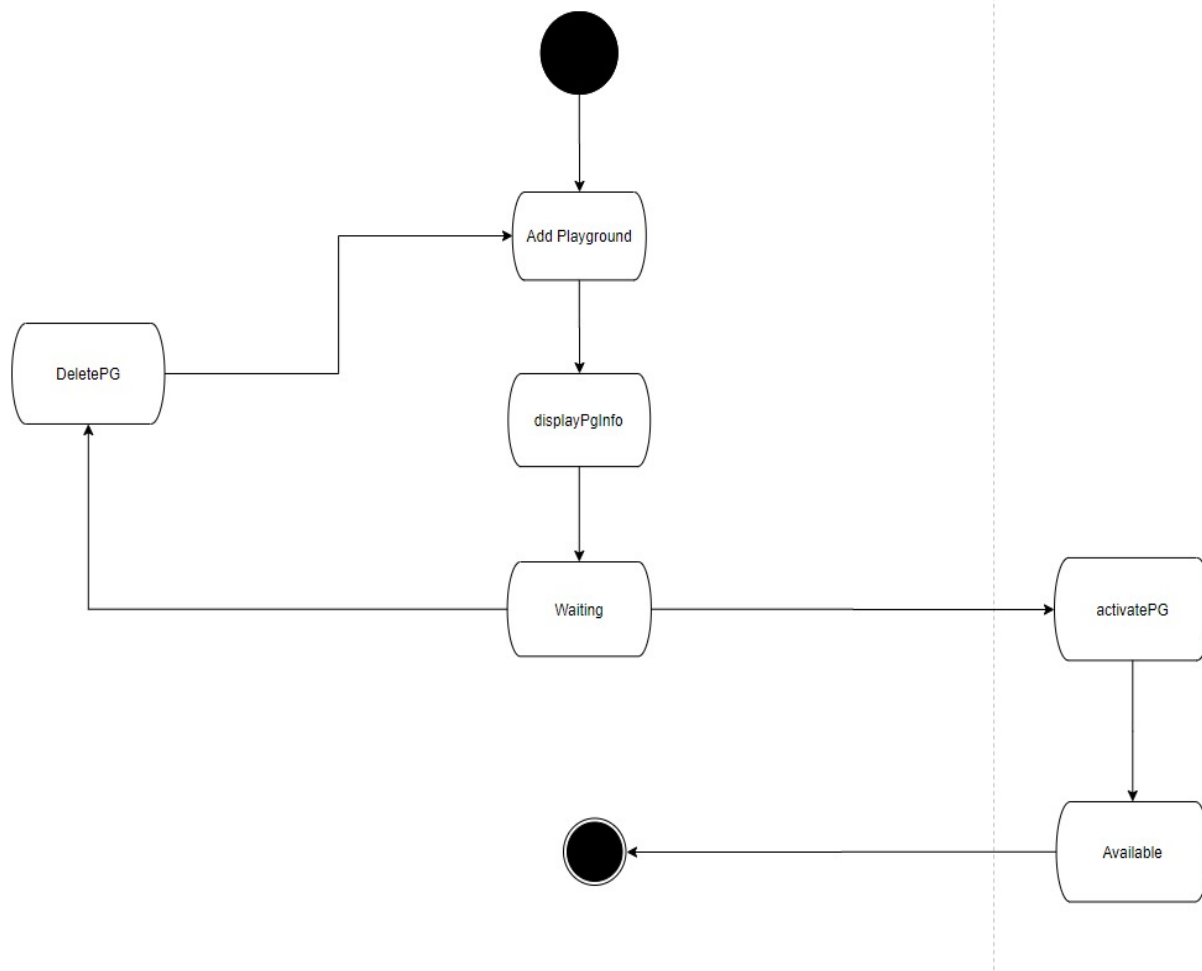 Add Playground
DeletePG
displayPgInfo
Waiting
activatePG
Available